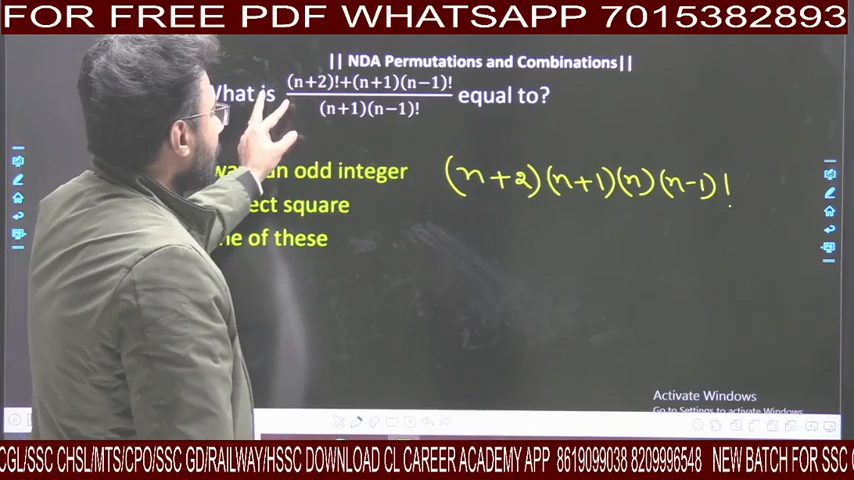 FOR FREE PDF WHATSAPP 7015382893
|| NDA Permutations and Combinations||
What is (n+2)!+(n+1)(n−1)! / (n+1)(n−1)! equal to?
an odd integer
(n+2)(n+1)(n)(n-1)!
square
of these
Activate Windows
Go to Settings to activate Windows.
CGL/SSC CHSL/MTS/CPO/SSC GD/RAILWAY/HSSC DOWNLOAD CL CAREER ACADEMY APP 8619099038 8209996548 NEW BATCH FOR SSC